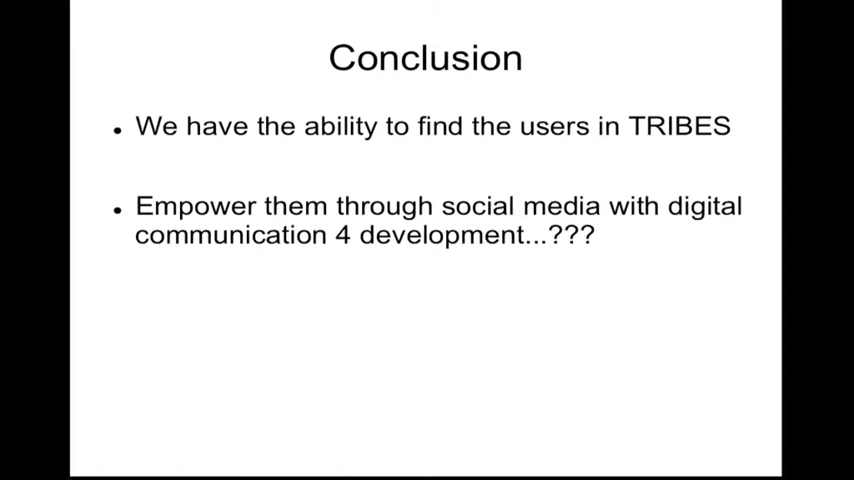 Conclusion
• We have the ability to find the users in TRIBES
• Empower them through social media with digital
communication 4 development...???